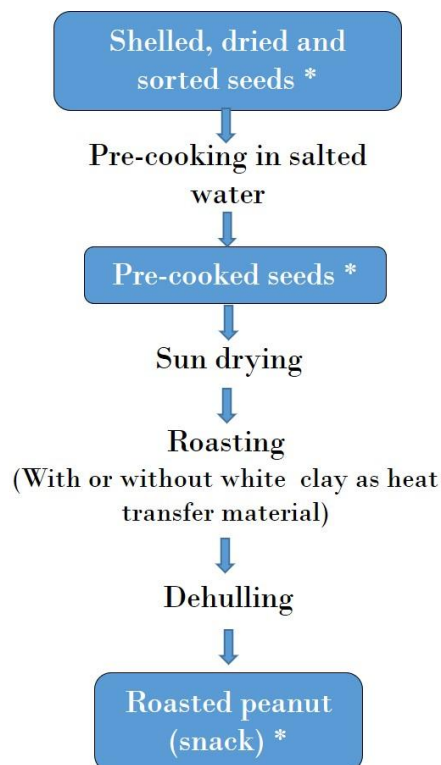 Shelled, dried and
sorted seeds *
Pre-cooking in salted
water
Pre-cooked seeds *
Sun drying
Roasting
(With or without white clay as heat
transfer material)
Dehulling
Roasted peanut
(snack) *